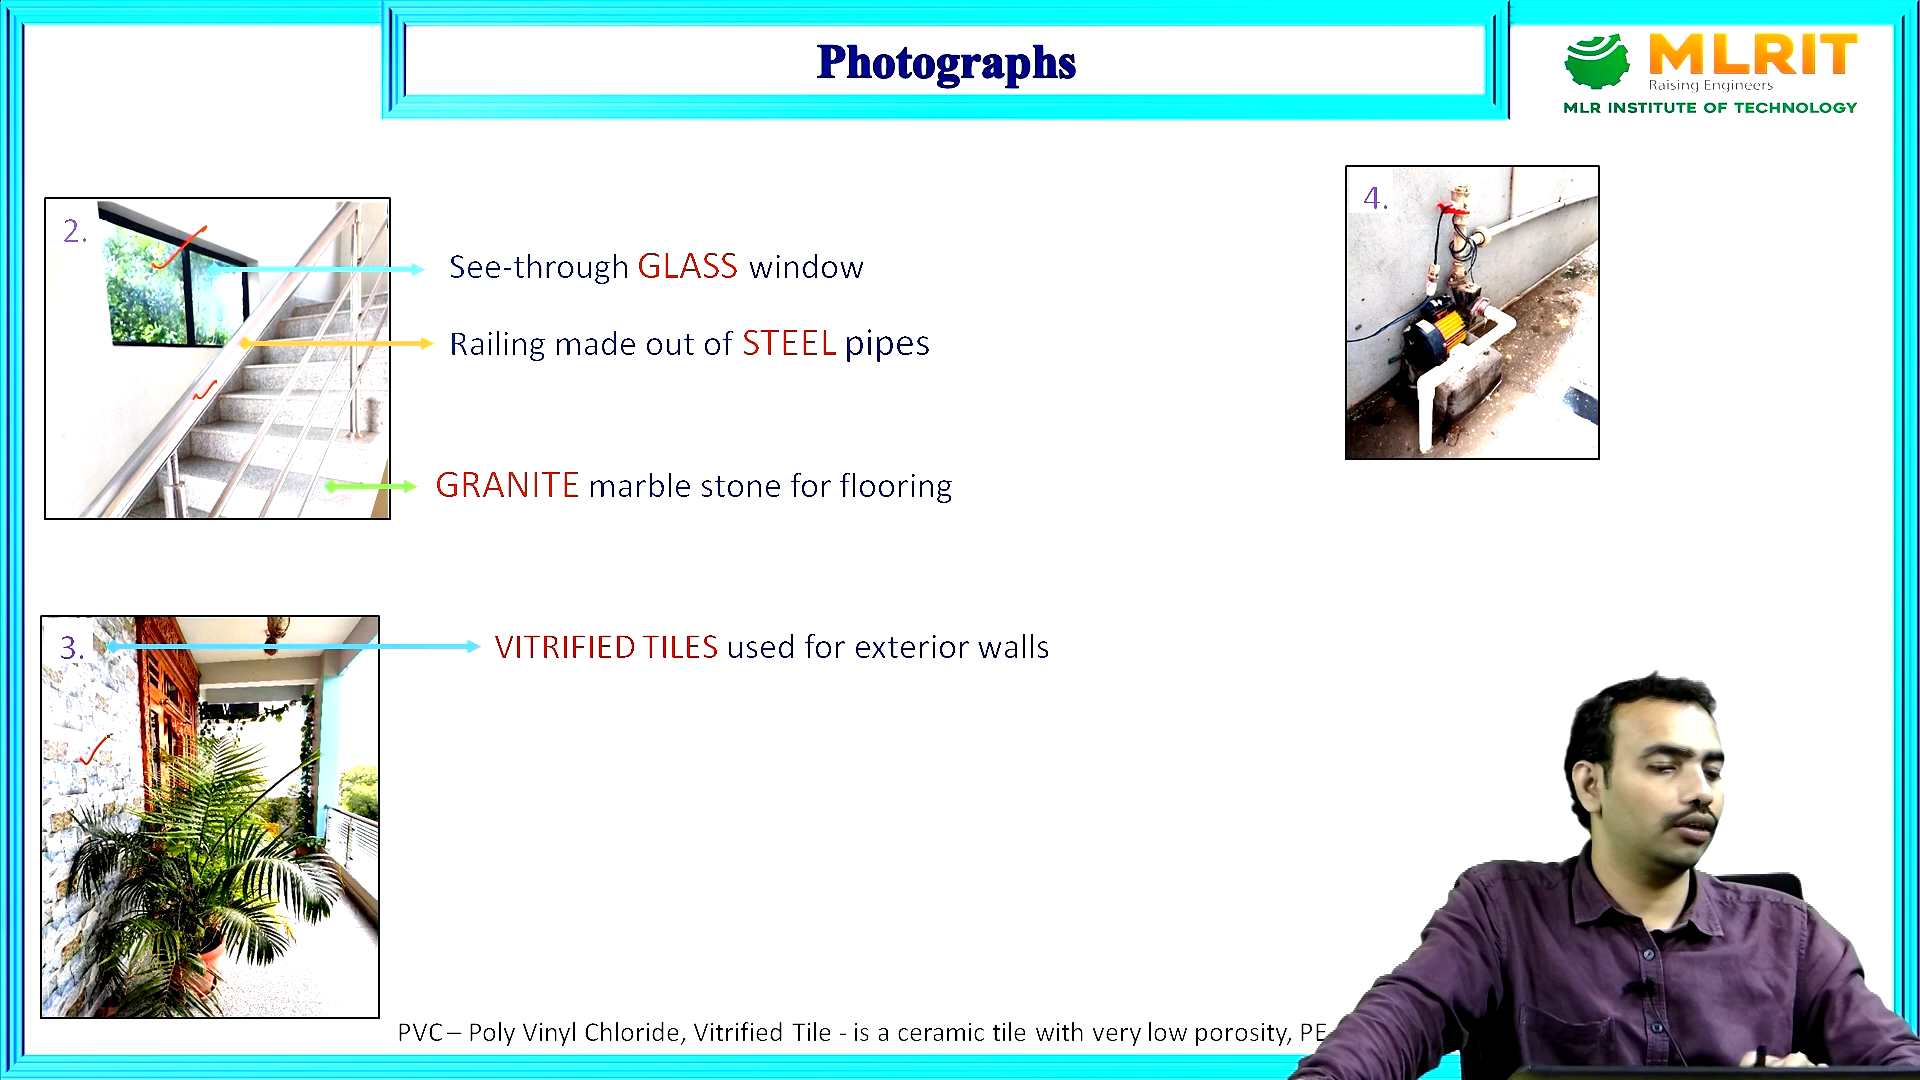 Photographs
MLRIT
Raising Engineers
MLR INSTITUTE OF TECHNOLOGY
2.
See-through GLASS window
Railing made out of STEEL pipes
GRANITE marble stone for flooring
4.
3.
VITRIFIED TILES used for exterior walls
PVC – Poly Vinyl Chloride, Vitrified Tile - is a ceramic tile with very low porosity, PE